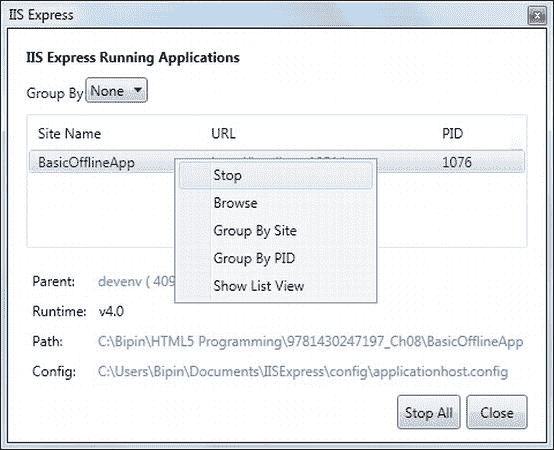 IIS Express
IIS Express Running Applications
Group By None
Site Name URL PID
BasicOfflineApp 1076
Stop
Browse
Group By Site
Group By PID
Show List View
Parent: devenv ( 409
Runtime: v4.0
Path: C:\Bipin\HTML5 Programming\9781430247197_Ch08\BasicOfflineApp
Config: C:\Users\Bipin\Documents\IISExpress\config\applicationhost.config
Stop All Close